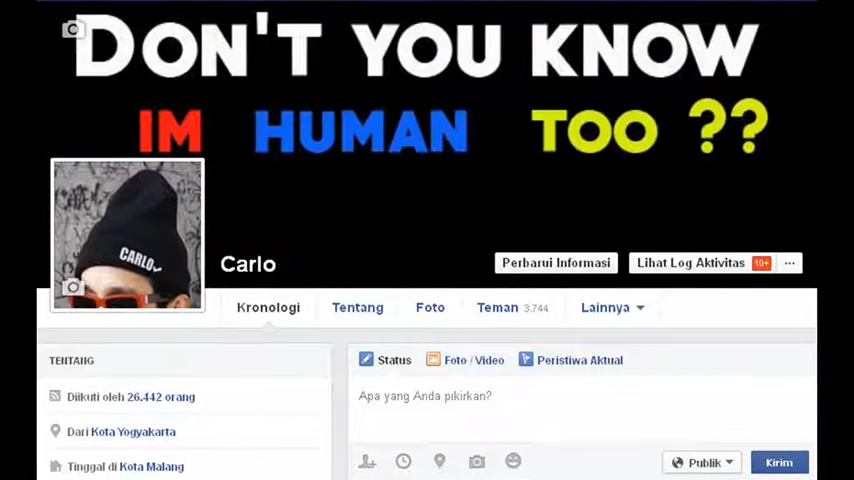 DON'T YOU KNOW
IM HUMAN TOO ??
CARLO
Carlo
Perbarui Informasi
Lihat Log Aktivitas 10+ ...
Kronologi Tentang Foto Teman 3.744 Lainnya
TENTANG
Diikuti oleh 26.442 orang
Dari Kota Yogyakarta
Tinggal di Kota Malang
Status Foto / Video Peristiwa Aktual
Apa yang Anda pikirkan?
Publik Kirim